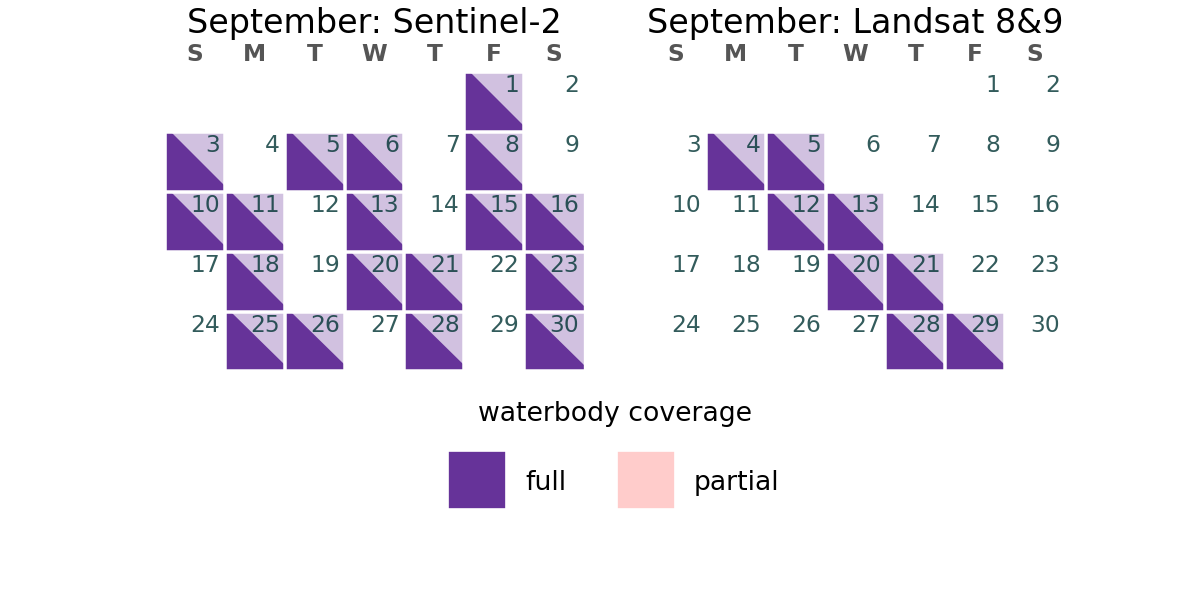 September: Sentinel-2
S M T W T F S
1 2
3 4 5 6 7 8 9
10 11 12 13 14 15 16
17 18 19 20 21 22 23
24 25 26 27 28 29 30
September: Landsat 8&9
S M T W T F S
1 2
3 4 5 6 7 8 9
10 11 12 13 14 15 16
17 18 19 20 21 22 23
24 25 26 27 28 29 30
waterbody coverage
full partial